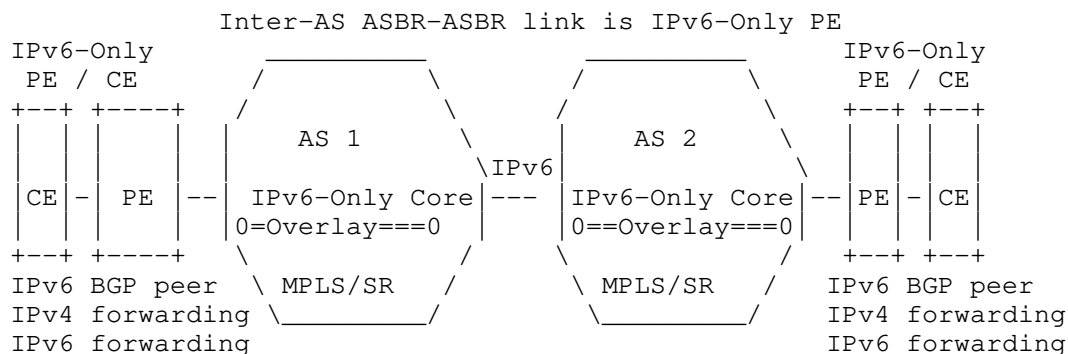 Inter-AS ASBR-ASBR link is IPv6-Only PE
IPv6-Only IPv6-Only
PE / CE PE / CE
AS 1 AS 2
IPv6
CE PE IPv6-Only Core IPv6-Only Core PE CE
0=Overlay===0 0==Overlay===0
MPLS/SR MPLS/SR
IPv6 BGP peer IPv6 BGP peer
IPv4 forwarding IPv4 forwarding
IPv6 forwarding IPv6 forwarding